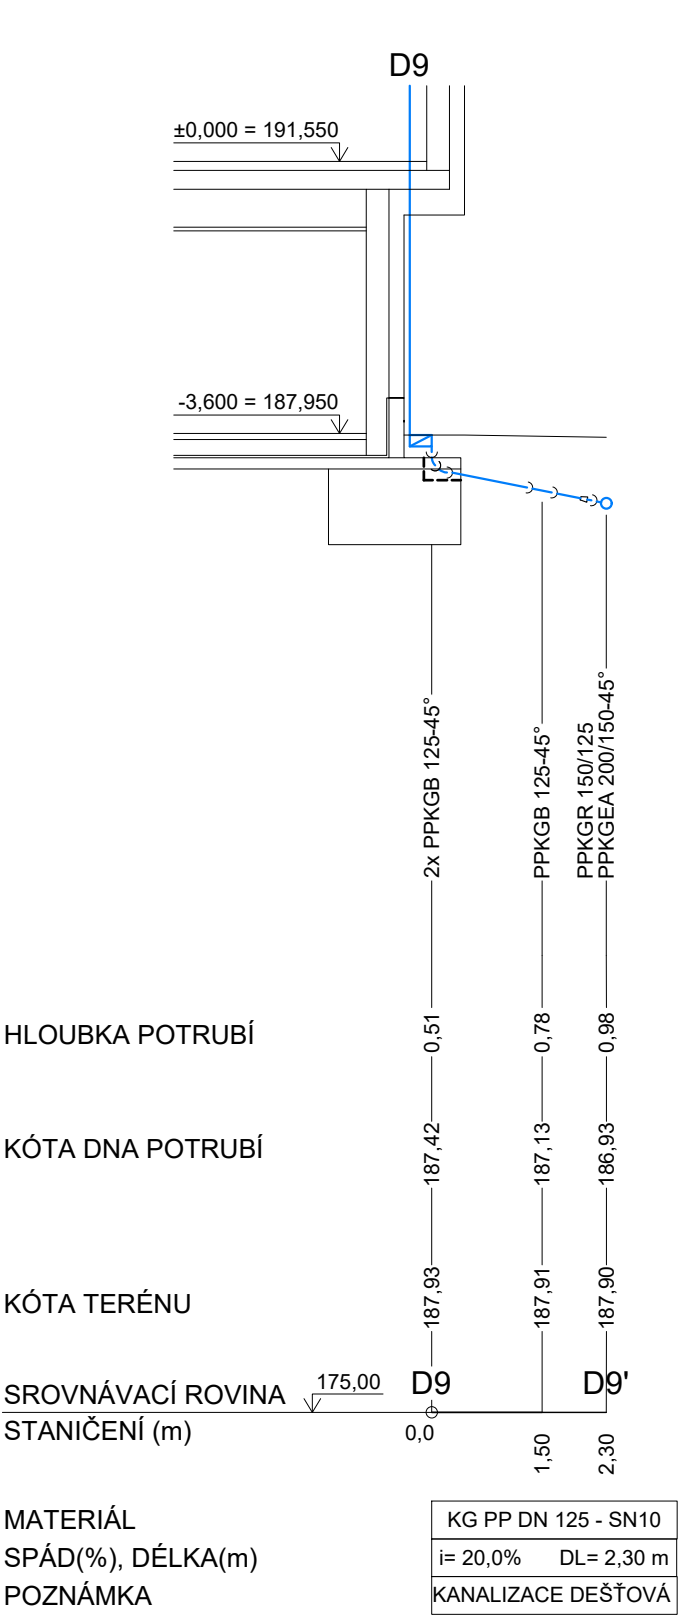 D9
±0,000 = 191,550
-3,600 = 187,950
2x PPKGB 125-45°
PPKGB 125-45°
PPKGR 150/125
PPKGEA 200/150-45°
HLOUBKA POTRUBÍ
0,51
0,78
0,98
KÓTA DNA POTRUBÍ
187,42
187,13
186,93
KÓTA TERÉNU
187,93
187,91
187,90
SROVNÁVACÍ ROVINA
175,00
D9
D9'
STANIČENÍ (m)
0,0
1,50
2,30
MATERIÁL
KG PP DN 125 - SN10
SPÁD(%), DÉLKA(m)
i= 20,0% DL= 2,30 m
POZNÁMKA
KANALIZACE DEŠŤOVÁ